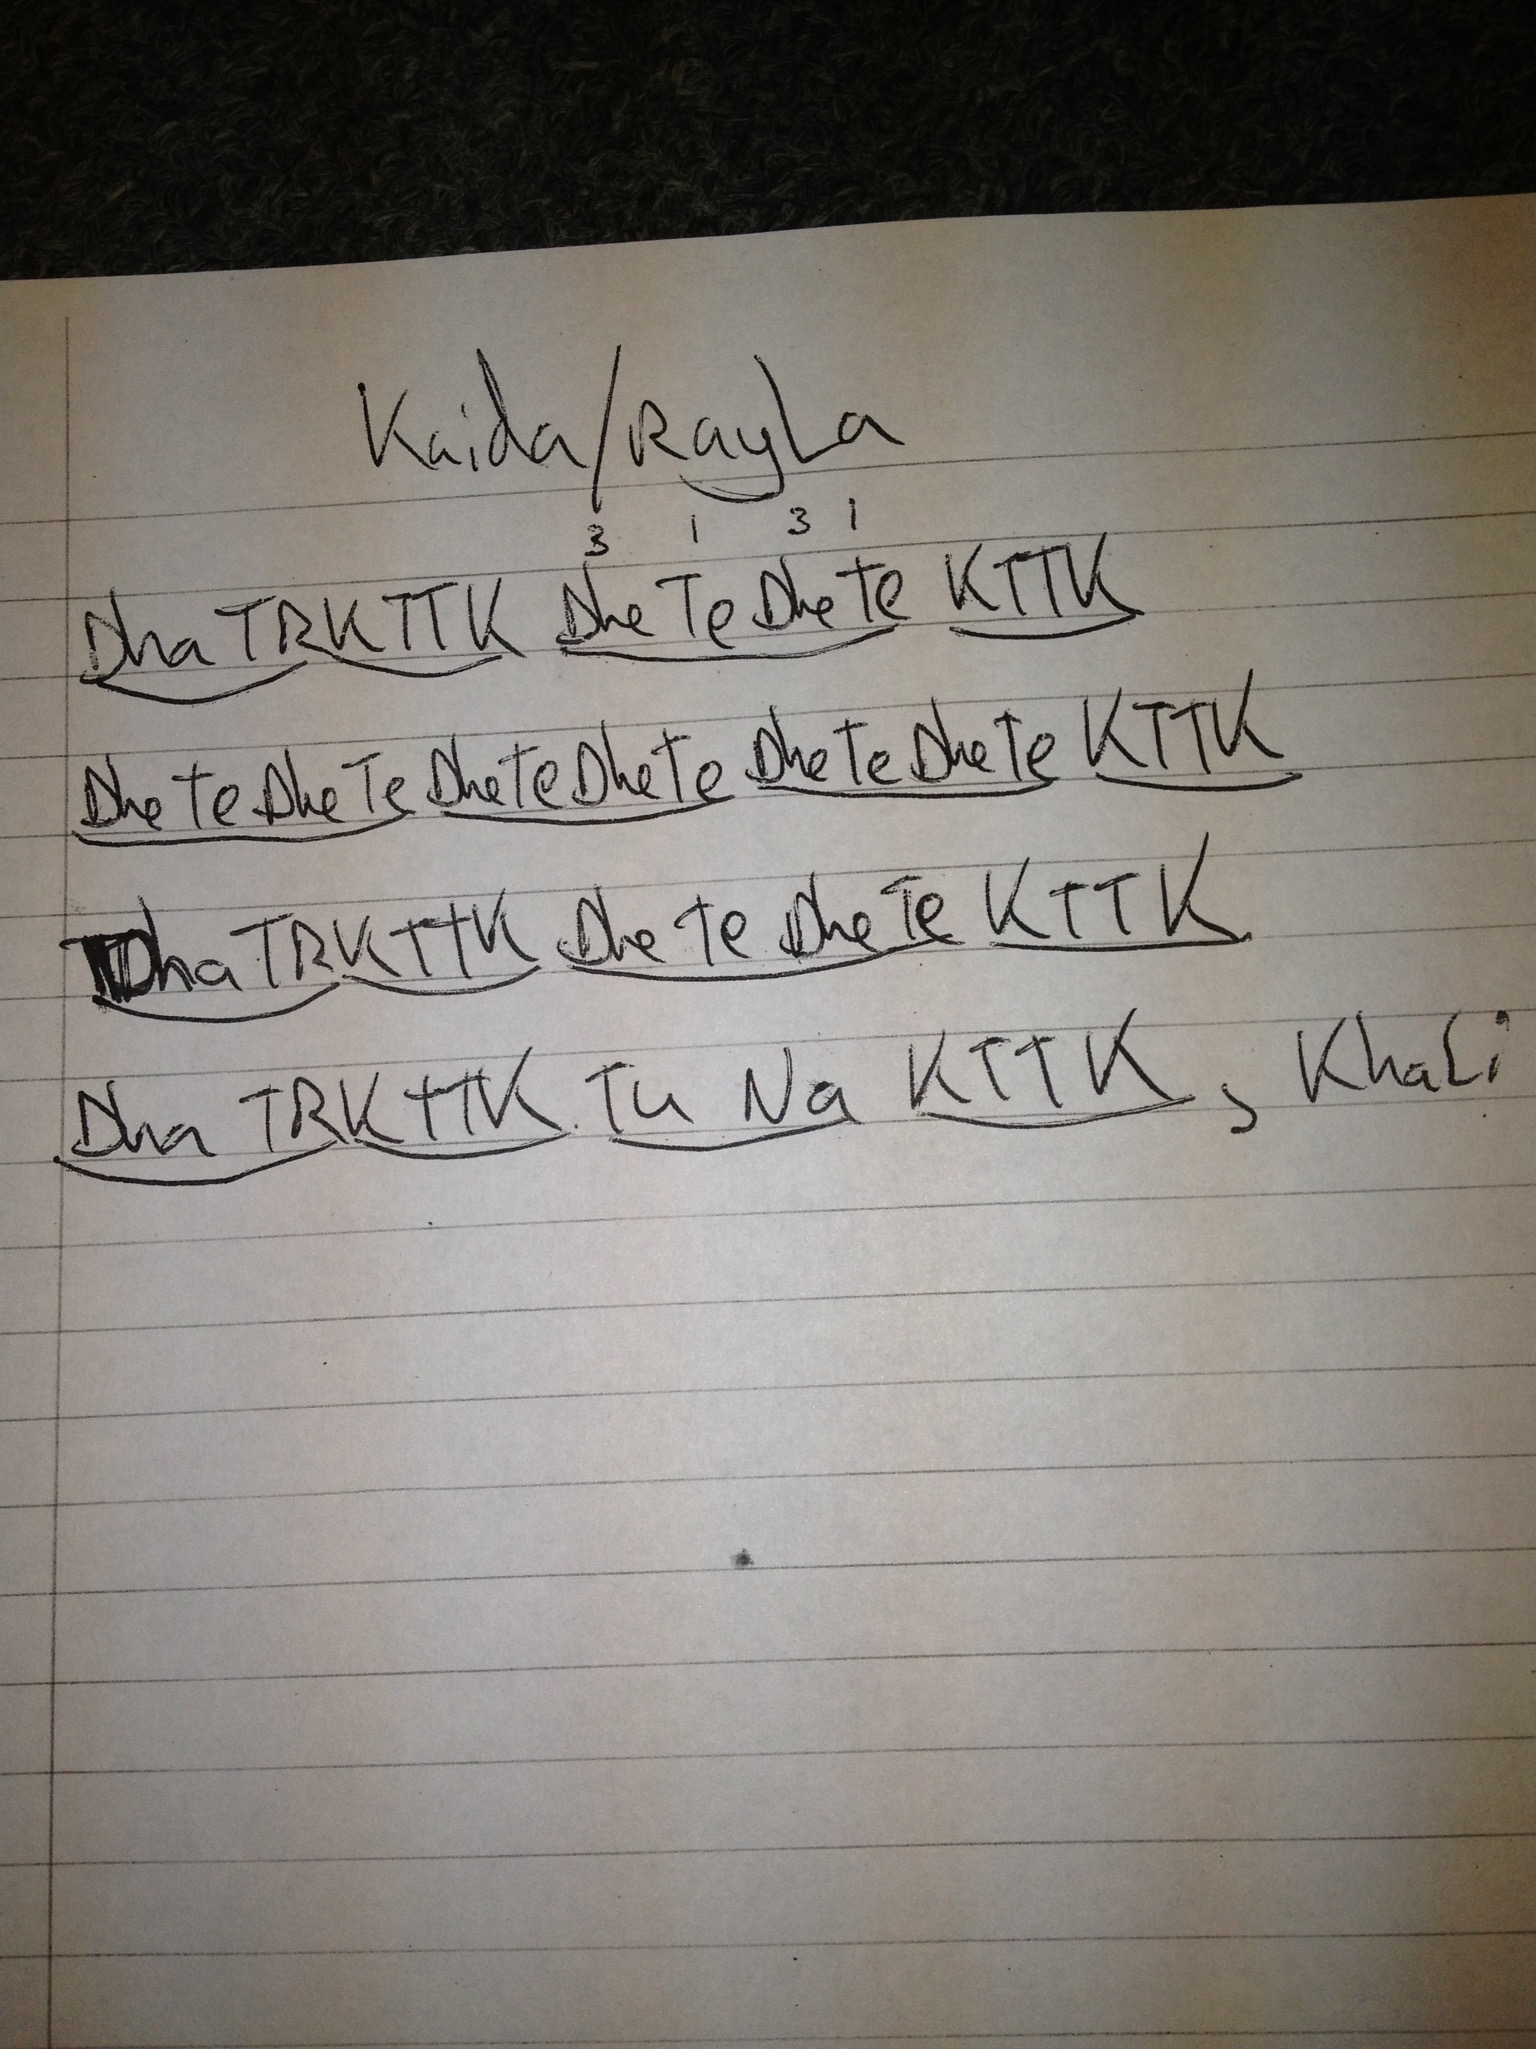 Kaida/RayLa
3 1 3 1
Dha TRKTTK Dhe Te Dhe Te KTTK
Dhe Te Dhe Te Dhe Te Dhe Te Dhe Te Dhe Te KTTK
Dha TRKTTK Dhe Te Dhe Te KTTK
Dha TRKTTK Tu Na KTTK, KhaLi